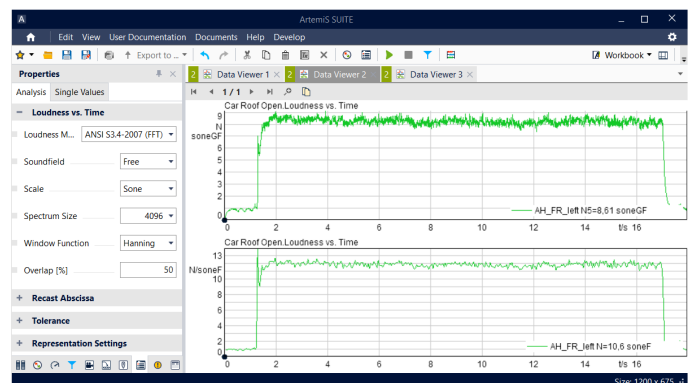 A ArtemiS SUITE
Edit View User Documentation Documents Help Develop
Export to ... Workbook
Properties
2 Data Viewer 1 2 Data Viewer 2 2 Data Viewer 3
Analysis Single Values
1 / 1
Loudness vs. Time
Loudness M... ANSI S3.4-2007 (FFT)
Soundfield Free
Scale Sone
Spectrum Size 4096
Window Function Hanning
Overlap [%] 50
Recast Abscissa
Tolerance
Representation Settings
Car Roof Open.Loudness vs. Time
9
N
soneGF
6
5
4
3
2
0
AH_FR_left N5=8,61 soneGF
0 2 4 6 8 10 12 14 t/s 16
Car Roof Open.Loudness vs. Time
13
N/soneF
10
8
6
4
2
0
AH_FR_left N=10,6 soneF
0 2 4 6 8 10 12 14 t/s 16
Size: 1200 x 675